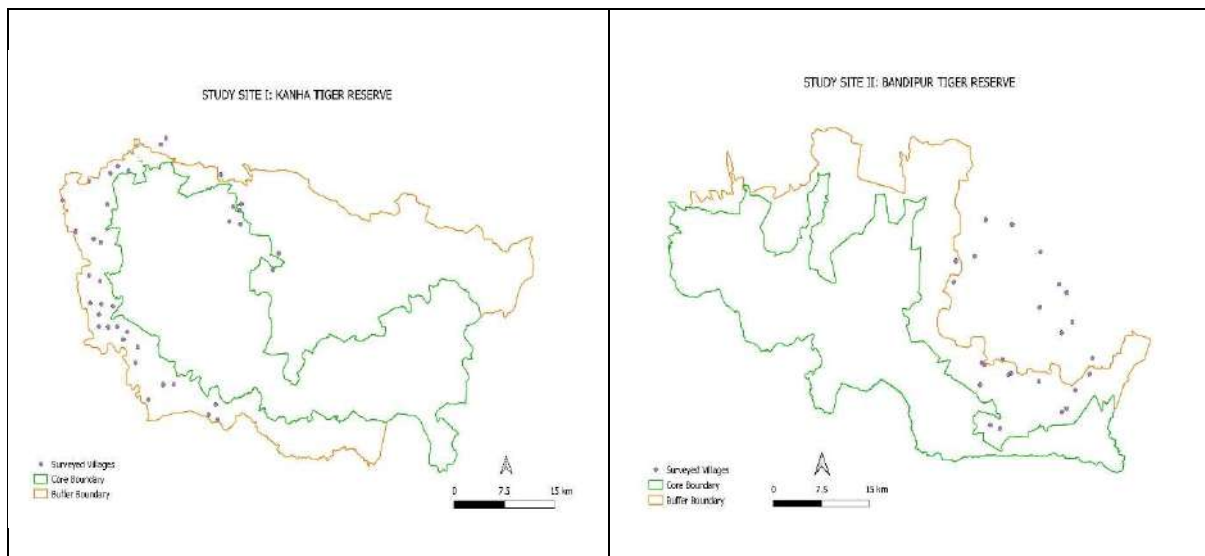 STUDY SITE I: KANHA TIGER RESERVE
Surveyed Villages
Core Boundary
Buffer Boundary
0 7.5 15 km
STUDY SITE II: BANDIPUR TIGER RESERVE
Surveyed Villages
Core Boundary
Buffer Boundary
0 7.5 15 km